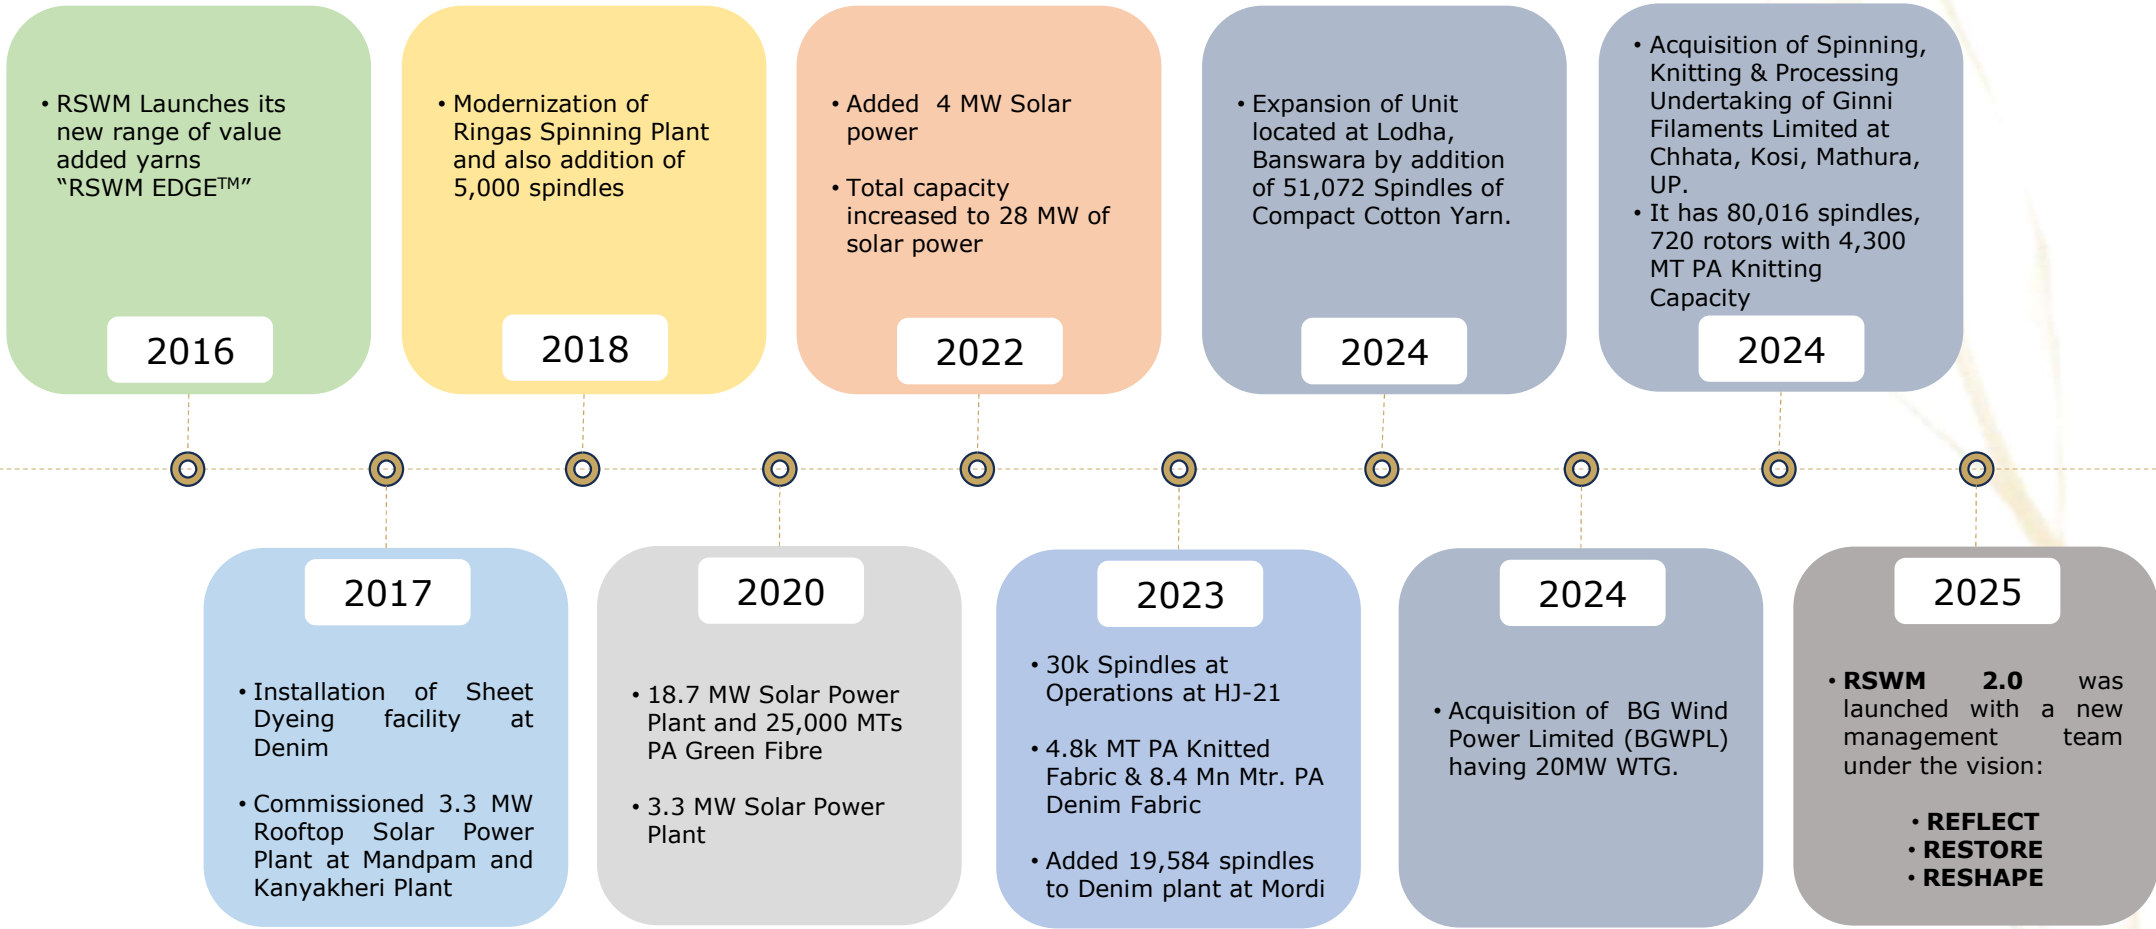 • RSWM Launches its
new range of value
added yarns
“RSWM EDGE™”
2016
• Modernization of
Ringas Spinning Plant
and also addition of
5,000 spindles
2018
• Added 4 MW Solar
power
• Total capacity
increased to 28 MW of
solar power
2022
• Expansion of Unit
located at Lodha,
Banswara by addition
of 51,072 Spindles of
Compact Cotton Yarn.
2024
• Acquisition of Spinning,
Knitting & Processing
Undertaking of Ginni
Filaments Limited at
Chhata, Kosi, Mathura,
UP.
• It has 80,016 spindles,
720 rotors with 4,300
MT PA Knitting
Capacity
2024
2017
• Installation of Sheet
Dyeing facility at
Denim
• Commissioned 3.3 MW
Rooftop Solar Power
Plant at Mandpam and
Kanyakheri Plant
2020
• 18.7 MW Solar Power
Plant and 25,000 MTs
PA Green Fibre
• 3.3 MW Solar Power
Plant
2023
• 30k Spindles at
Operations at HJ-21
• 4.8k MT PA Knitted
Fabric & 8.4 Mn Mtr. PA
Denim Fabric
• Added 19,584 spindles
to Denim plant at Mordi
2024
• Acquisition of BG Wind
Power Limited (BGWPL)
having 20MW WTG.
2025
• RSWM 2.0 was
launched with a new
management team
under the vision:
• REFLECT
• RESTORE
• RESHAPE